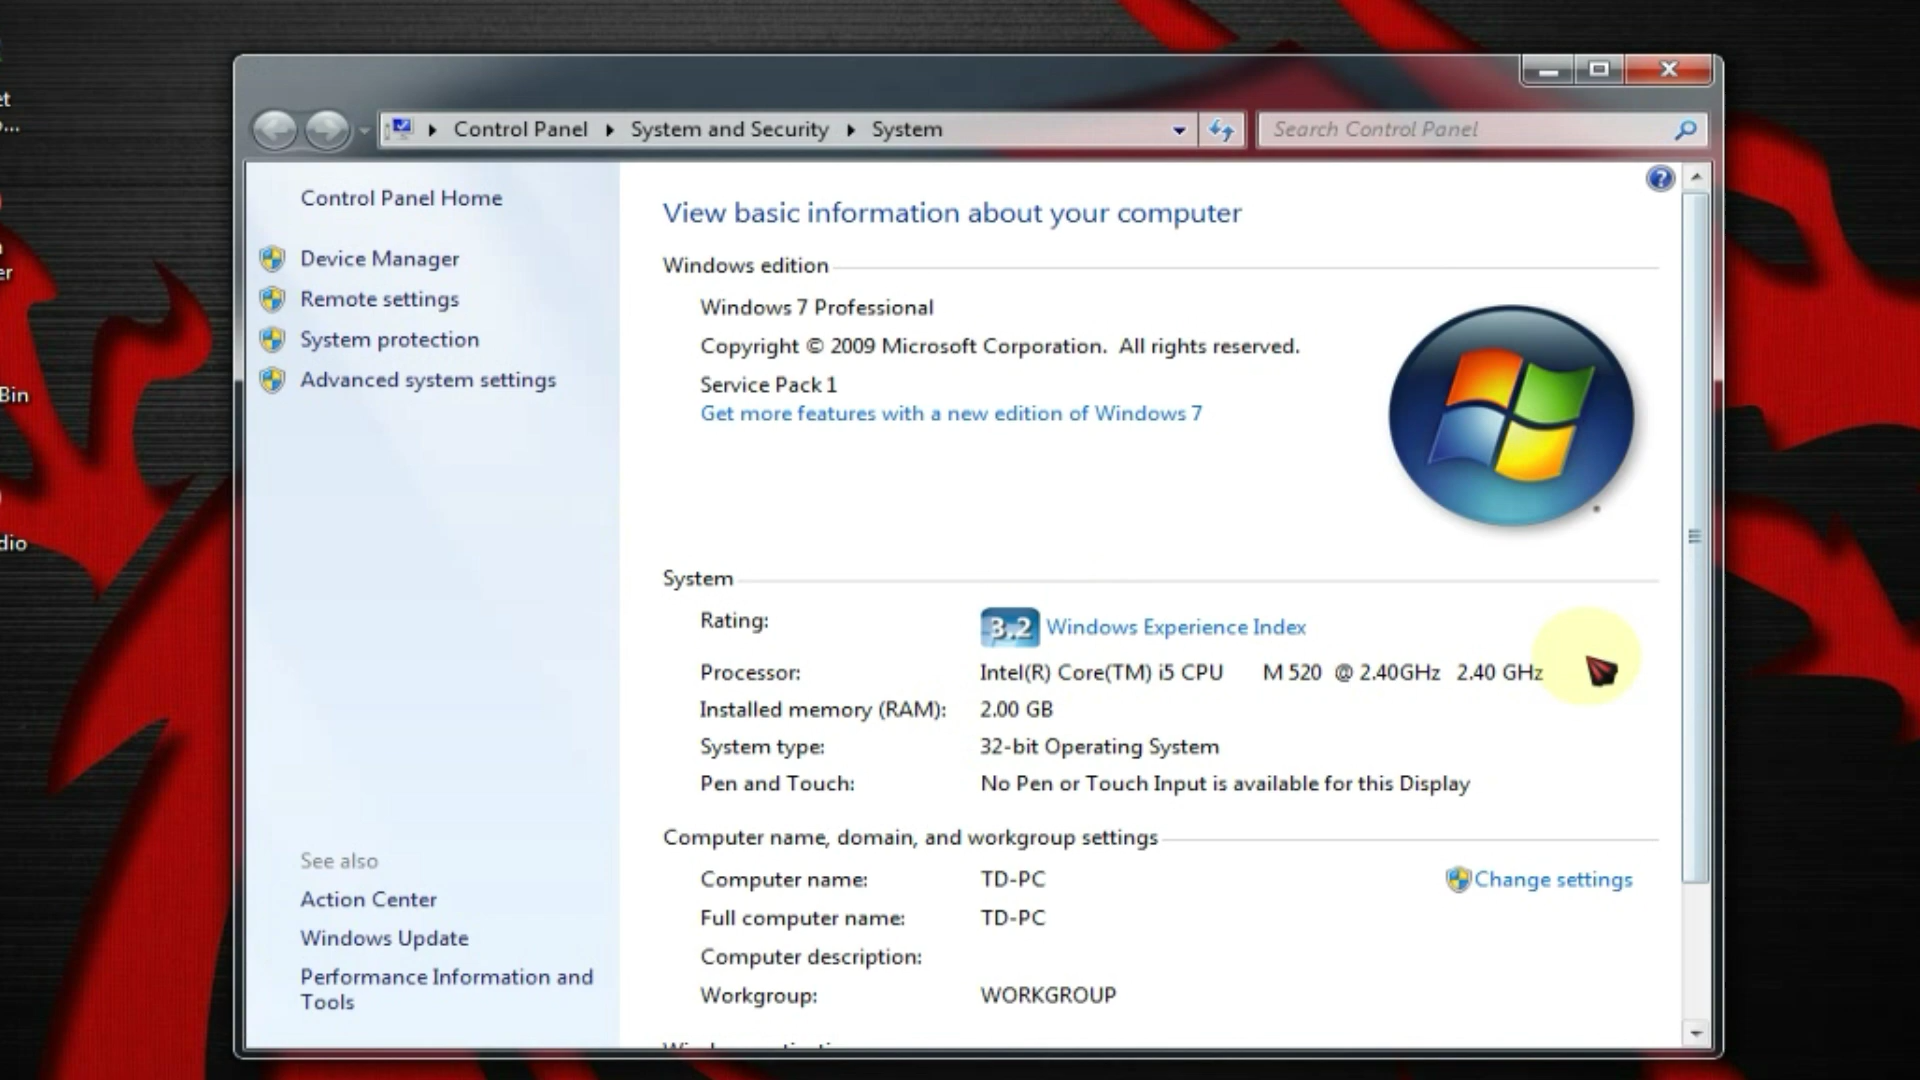 et
...
er
Bin
dio
Control Panel
System and Security
System
Search Control Panel
Control Panel Home
Device Manager
Remote settings
System protection
Advanced system settings
See also
Action Center
Windows Update
Performance Information and
Tools
View basic information about your computer
Windows edition
Windows 7 Professional
Copyright © 2009 Microsoft Corporation.  All rights reserved.
Service Pack 1
Get more features with a new edition of Windows 7
System
Rating: 3.2 Windows Experience Index
Processor: Intel(R) Core(TM) i5 CPU M 520 @ 2.40GHz 2.40 GHz
Installed memory (RAM): 2.00 GB
System type: 32-bit Operating System
Pen and Touch: No Pen or Touch Input is available for this Display
Computer name, domain, and workgroup settings
Computer name: TD-PC Change settings
Full computer name: TD-PC
Computer description:
Workgroup: WORKGROUP